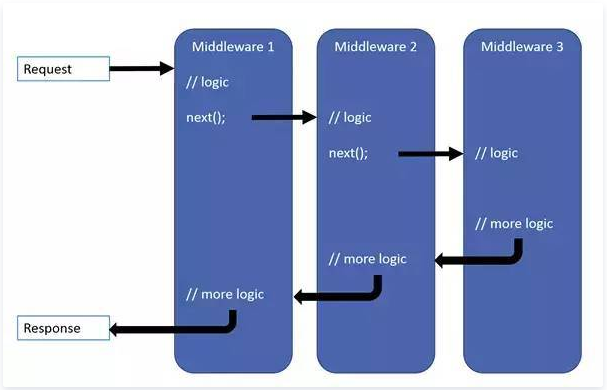 Middleware 1
Middleware 2
Middleware 3
Request
// logic
next();
// logic
next();
// logic
// more logic
// more logic
// more logic
Response